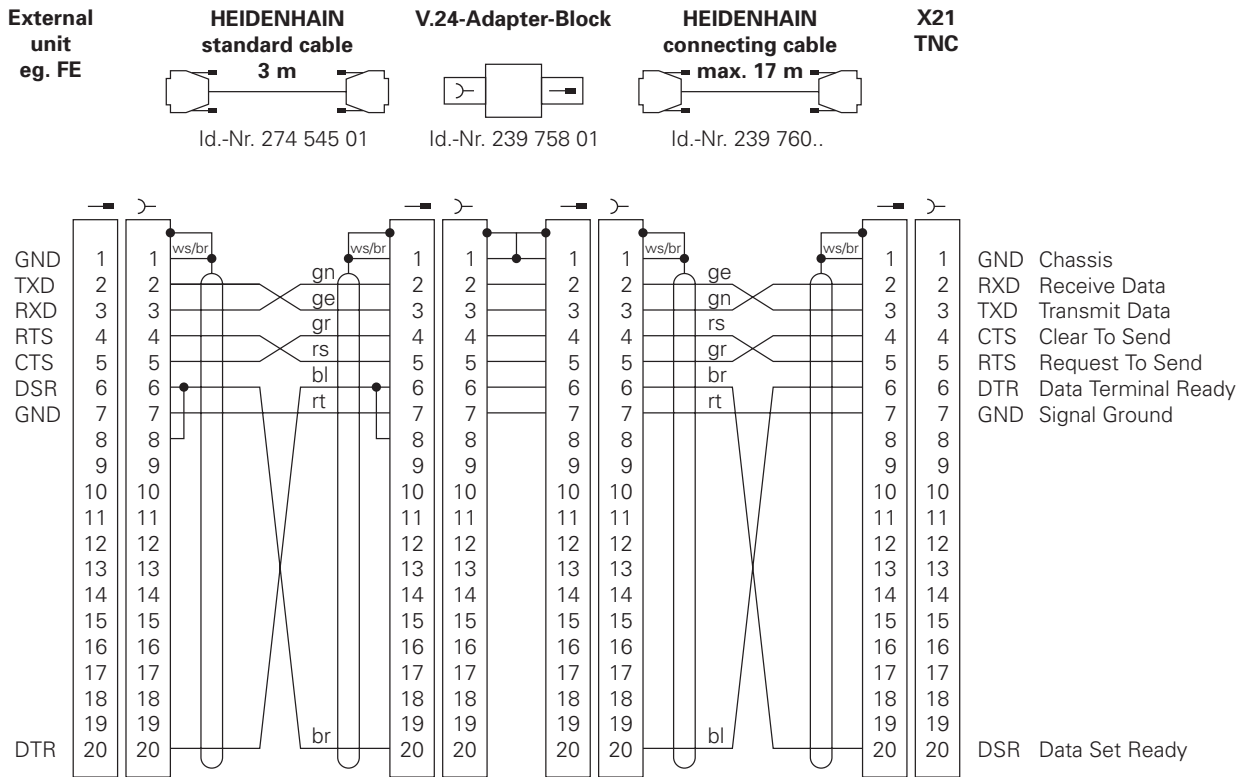 External unit eg. FE
HEIDENHAIN standard cable 3 m
V.24-Adapter-Block
HEIDENHAIN connecting cable max. 17 m
X21 TNC
Id.-Nr. 274 545 01
Id.-Nr. 239 758 01
Id.-Nr. 239 760..
ws/br ws/br ws/br ws/br
GND 1 1 1 1 1 1 1 1 GND Chassis
TXD 2 2 gn 2 2 2 2 ge 2 2 RXD Receive Data
RXD 3 3 ge 3 3 3 3 gn 3 3 TXD Transmit Data
RTS 4 4 gr 4 4 4 4 rs 4 4 CTS Clear To Send
CTS 5 5 rs 5 5 5 5 gr 5 5 RTS Request To Send
DSR 6 6 bl 6 6 6 6 br 6 6 DTR Data Terminal Ready
GND 7 7 rt 7 7 7 7 rt 7 7 GND Signal Ground
8 8 8 8 8 8 8 8
9 9 9 9 9 9 9 9
10 10 10 10 10 10 10 10
11 11 11 11 11 11 11 11
12 12 12 12 12 12 12 12
13 13 13 13 13 13 13 13
14 14 14 14 14 14 14 14
15 15 15 15 15 15 15 15
16 16 16 16 16 16 16 16
17 17 17 17 17 17 17 17
18 18 18 18 18 18 18 18
19 19 19 19 19 19 19 19
DTR 20 20 br 20 20 20 20 bl 20 20 DSR Data Set Ready